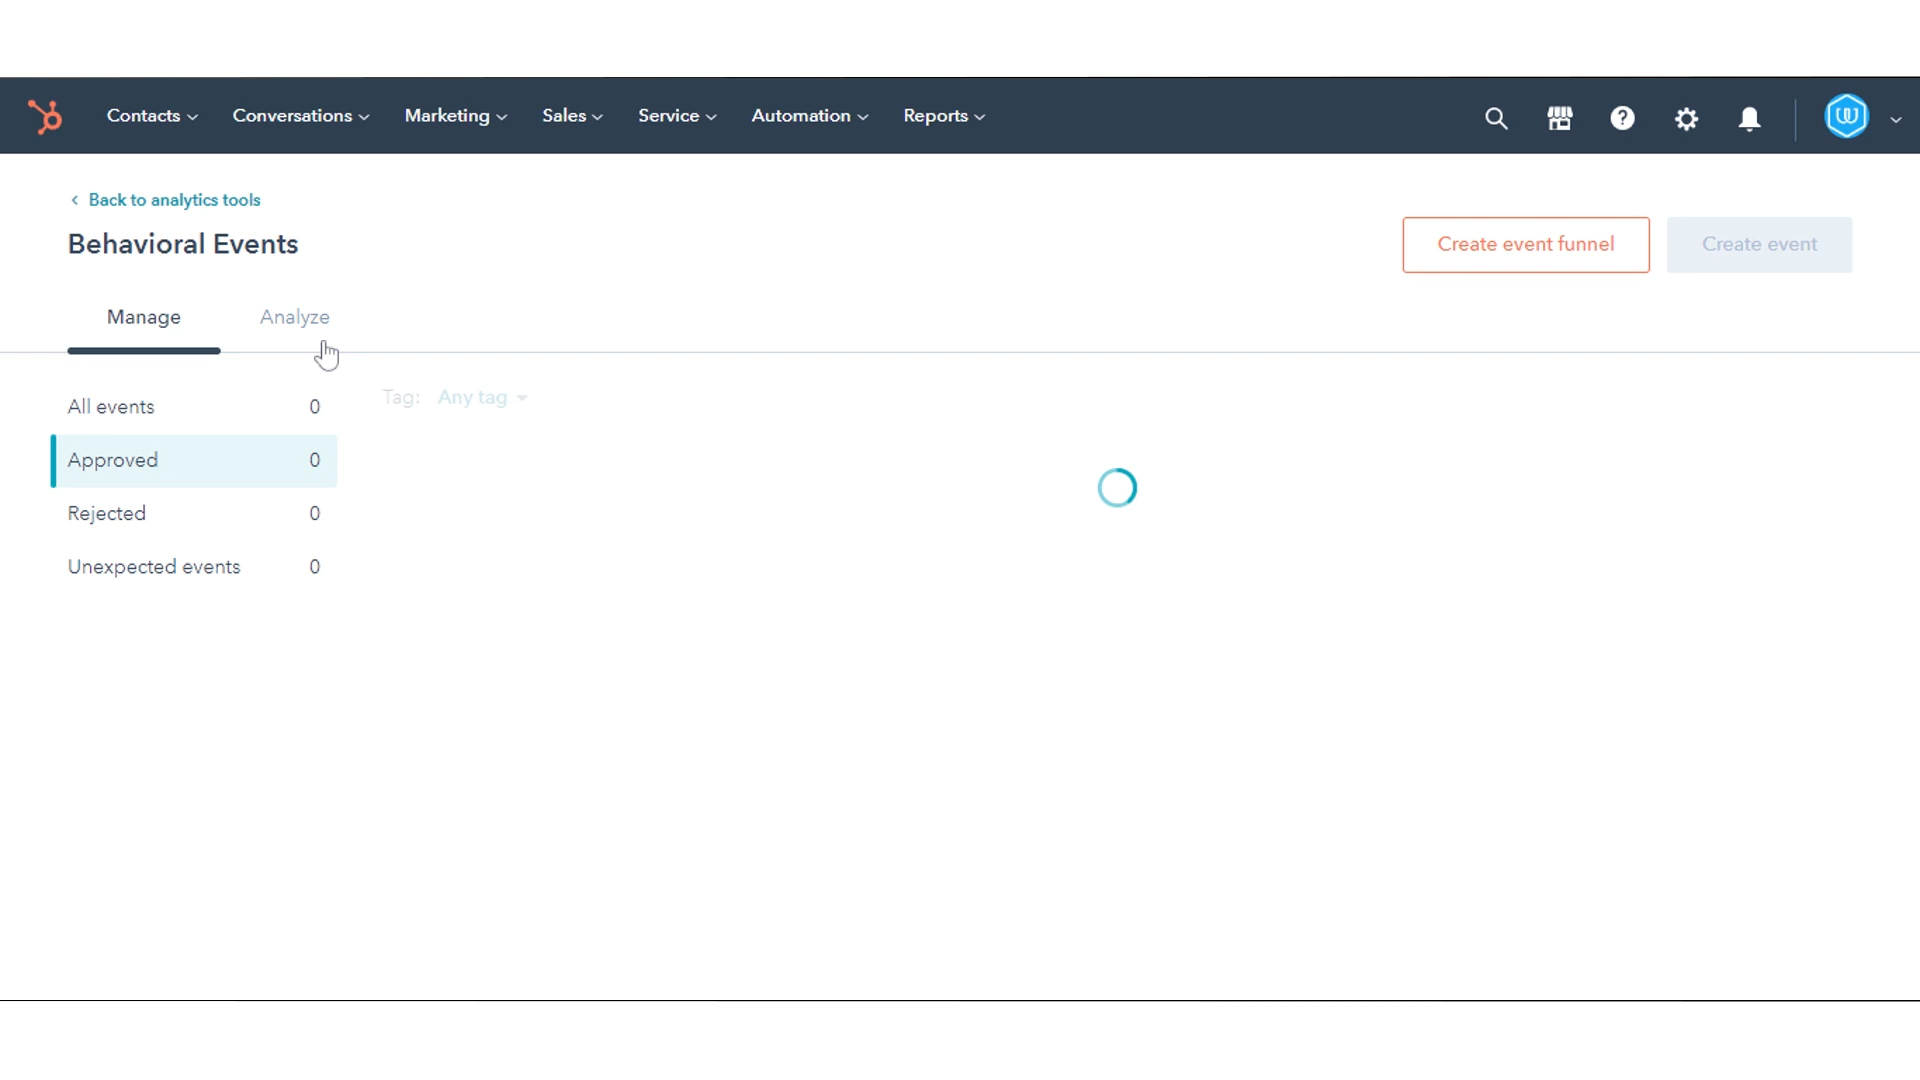 Contacts Conversations Marketing Sales Service Automation Reports
Back to analytics tools
Behavioral Events
Create event funnel Create event
Manage Analyze
Tag: Any tag
All events 0
Approved 0
Rejected 0
Unexpected events 0